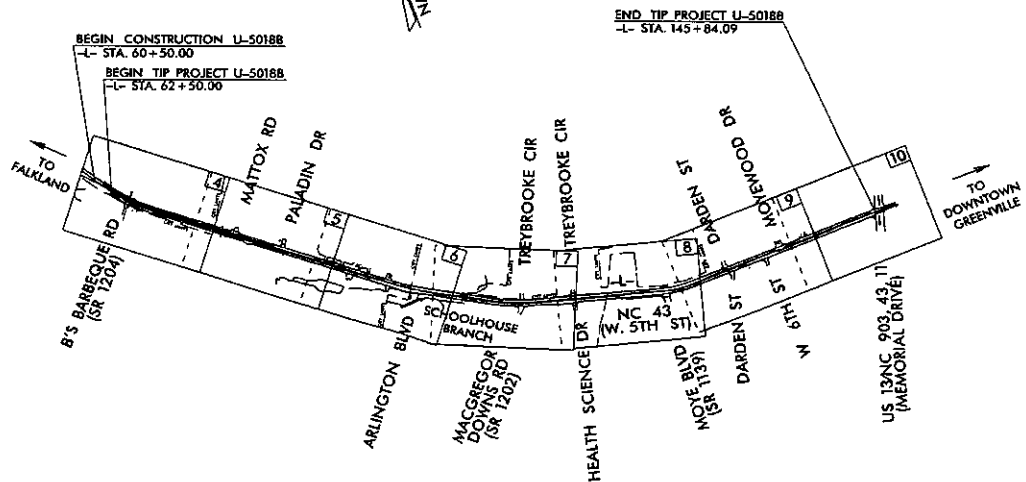 N
END TIP PROJECT U-5018B
-L- STA. 145+84.09
BEGIN CONSTRUCTION U-5018B
-L- STA. 60+50.00
BEGIN TIP PROJECT U-5018B
-L- STA. 62+50.00
TO
FALKLAND
B'S BARBEQUE RD
(SR 1204)
4
MATTOX RD
PALADIN DR
5
ARLINGTON BLVD
6
SCHOOLHOUSE
BRANCH
MACGREGOR
DOWNS RD
(SR 1202)
TREYBROOKE CIR
TREYBROOKE CIR
7
HEALTH SCIENCE DR
NC 43
(W. 5TH ST)
8
MOYE BLVD
(SR 1139)
DARDEN ST
DARDEN ST
MOYEWOOD DR
9
W 6TH ST
10
US 13/NC 903, 43, 11
(MEMORIAL DRIVE)
TO
DOWNTOWN
GREENVILLE